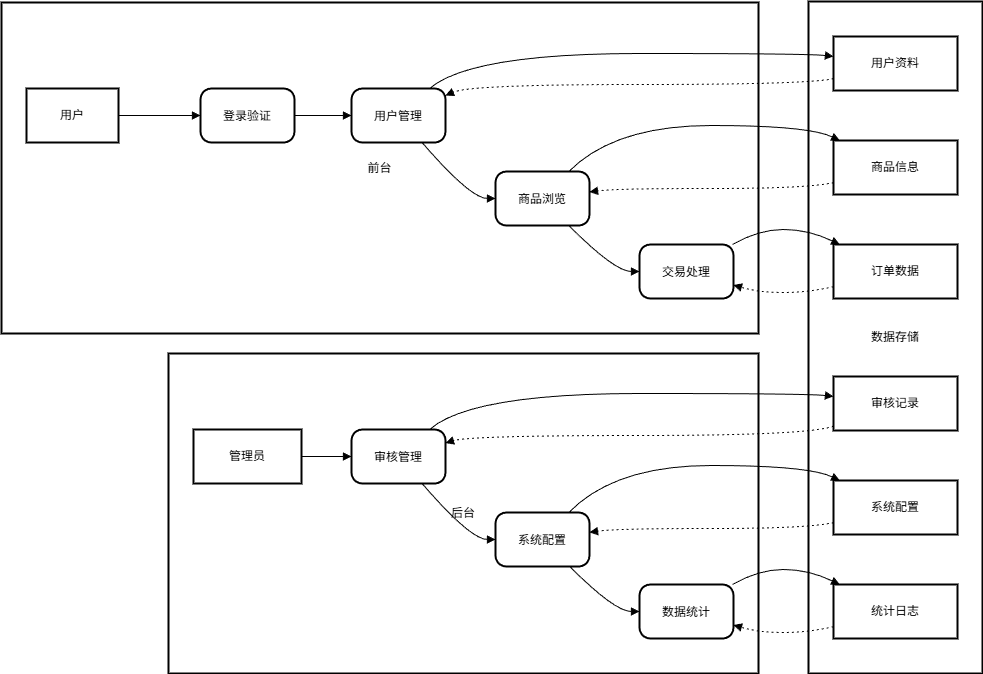 用户
登录验证
用户管理
前台
商品浏览
交易处理
管理员
审核管理
后台
系统配置
数据统计
用户资料
商品信息
订单数据
数据存储
审核记录
系统配置
统计日志